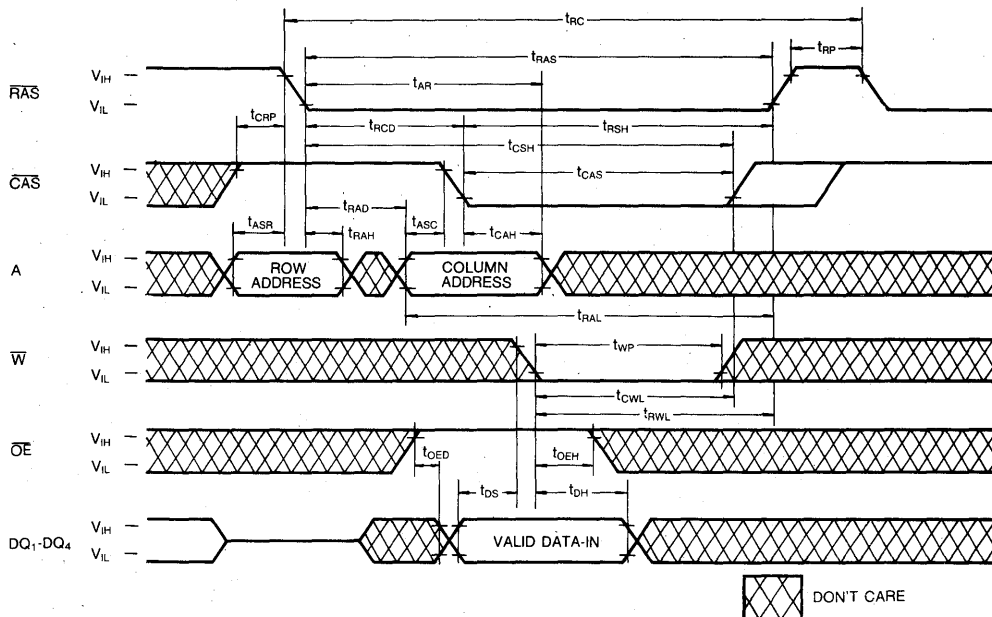 tRC
tRP
tRAS
tAR
RAS
VIH
VIL
tCRP
tRCD
tRSH
tCSH
CAS
VIH
VIL
tCAS
tRAD
tASR
tRAH
tASC
tCAH
A
VIH
VIL
ROW
ADDRESS
COLUMN
ADDRESS
tRAL
W
VIH
VIL
tWP
tCWL
tRWL
OE
VIH
VIL
tOED
tOEH
tDS
tDH
DQ1-DQ4
VIH
VIL
VALID DATA-IN
DON'T CARE